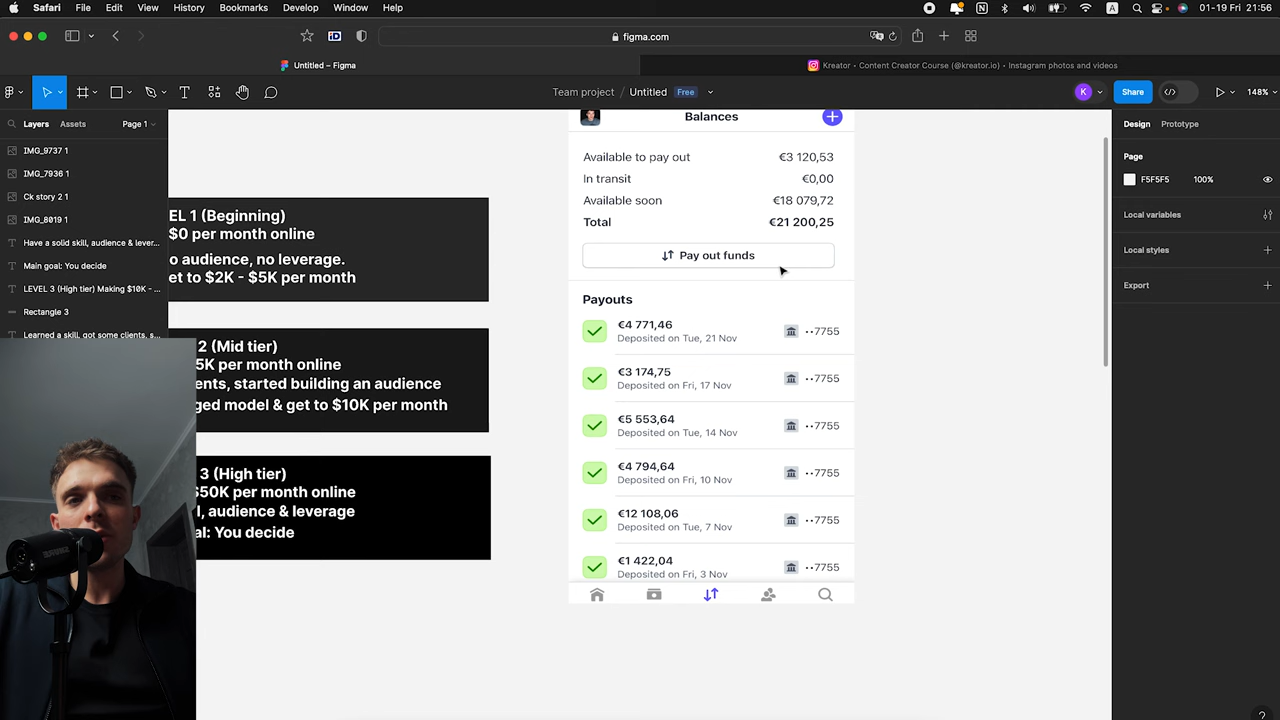 Safari File Edit View History Bookmarks Develop Window Help
A
01-19 Fri 21:56
iD
figma.com
Untitled – Figma
Kreator - Content Creator Course (@kreator.io) • Instagram photos and videos
Team project / Untitled Free
K
Share
148%
Layers Assets Page 1
IMG_9737 1
IMG_7936 1
Ck story 2 1
IMG_8019 1
Have a solid skill, audience & lever...
Main goal: You decide
LEVEL 3 (High tier) Making $10K - ...
Rectangle 3
Learned a skill, got some clients, s...
EL 1 (Beginning)
$0 per month online
o audience, no leverage.
et to $2K - $5K per month
2 (Mid tier)
5K per month online
ents, started building an audience
ged model & get to $10K per month
3 (High tier)
$50K per month online
l, audience & leverage
al: You decide
Balances
Available to pay out €3 120,53
In transit €0,00
Available soon €18 079,72
Total €21 200,25
Pay out funds
Payouts
€4 771,46
Deposited on Tue, 21 Nov
••7755
€3 174,75
Deposited on Fri, 17 Nov
••7755
€5 553,64
Deposited on Tue, 14 Nov
••7755
€4 794,64
Deposited on Fri, 10 Nov
••7755
€12 108,06
Deposited on Tue, 7 Nov
••7755
€1 422,04
Deposited on Fri, 3 Nov
••7755
Design Prototype
Page
F5F5F5 100%
Local variables
Local styles
Export
?